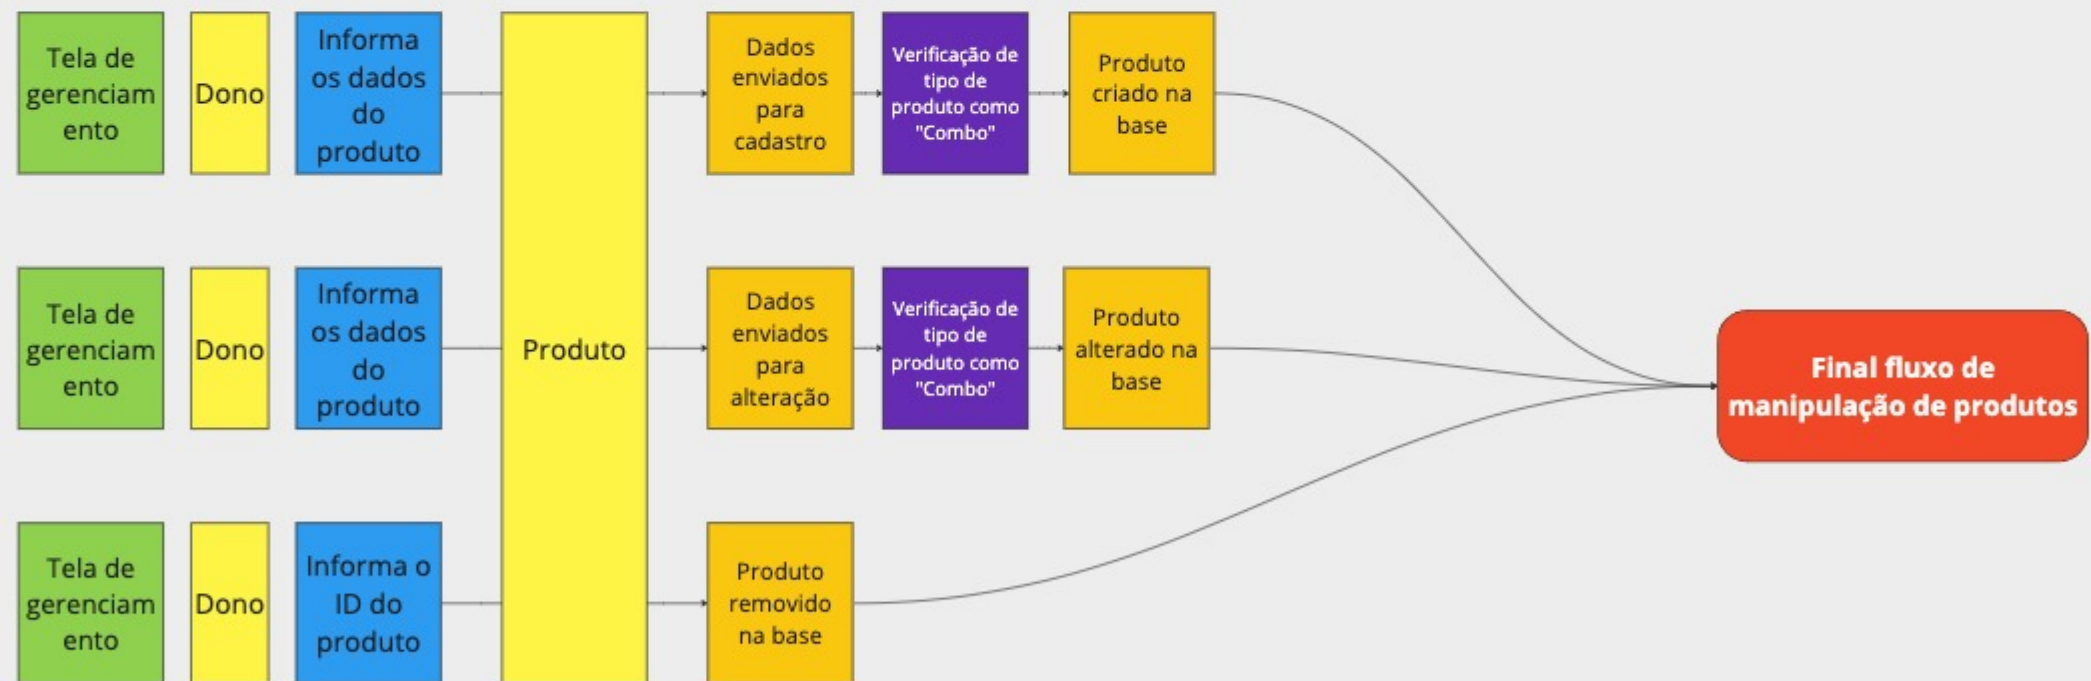 Tela de
gerenciam
ento
Dono
Informa
os dados
do
produto
Dados
enviados
para
cadastro
Verificação de
tipo de
produto como
"Combo"
Produto
criado na
base
Tela de
gerenciam
ento
Dono
Informa
os dados
do
produto
Produto
Dados
enviados
para
alteração
Verificação de
tipo de
produto como
"Combo"
Produto
alterado na
base
Final fluxo de
manipulação de produtos
Tela de
gerenciam
ento
Dono
Informa o
ID do
produto
Produto
removido
na base